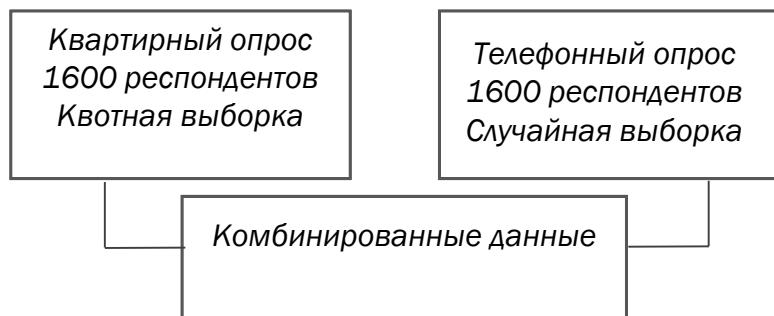 Квартирный опрос
1600 респондентов
Квотная выборка
Телефонный опрос
1600 респондентов
Случайная выборка
Комбинированные данные